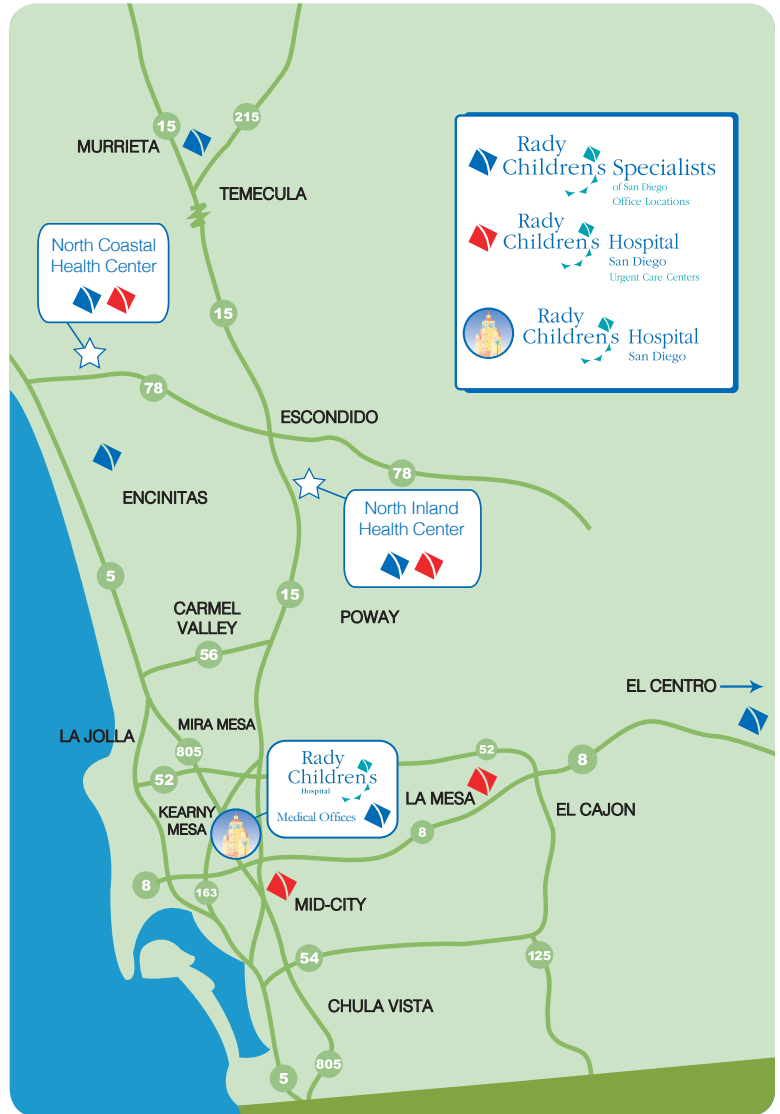 15
215
MURRIETA
TEMECULA
Rady
Children's Specialists
of San Diego
Office Locations
Rady
Children's Hospital
San Diego
Urgent Care Centers
Rady
Children's Hospital
San Diego
North Coastal
Health Center
15
78
ESCONDIDO
78
ENCINITAS
North Inland
Health Center
5
15
CARMEL
VALLEY
POWAY
56
EL CENTRO
MIRA MESA
LA JOLLA
805
52
52
8
Rady
Children's
Hospital
Medical Offices
LA MESA
KEARNY
MESA
EL CAJON
8
8
163
MID-CITY
54
125
CHULA VISTA
805
5